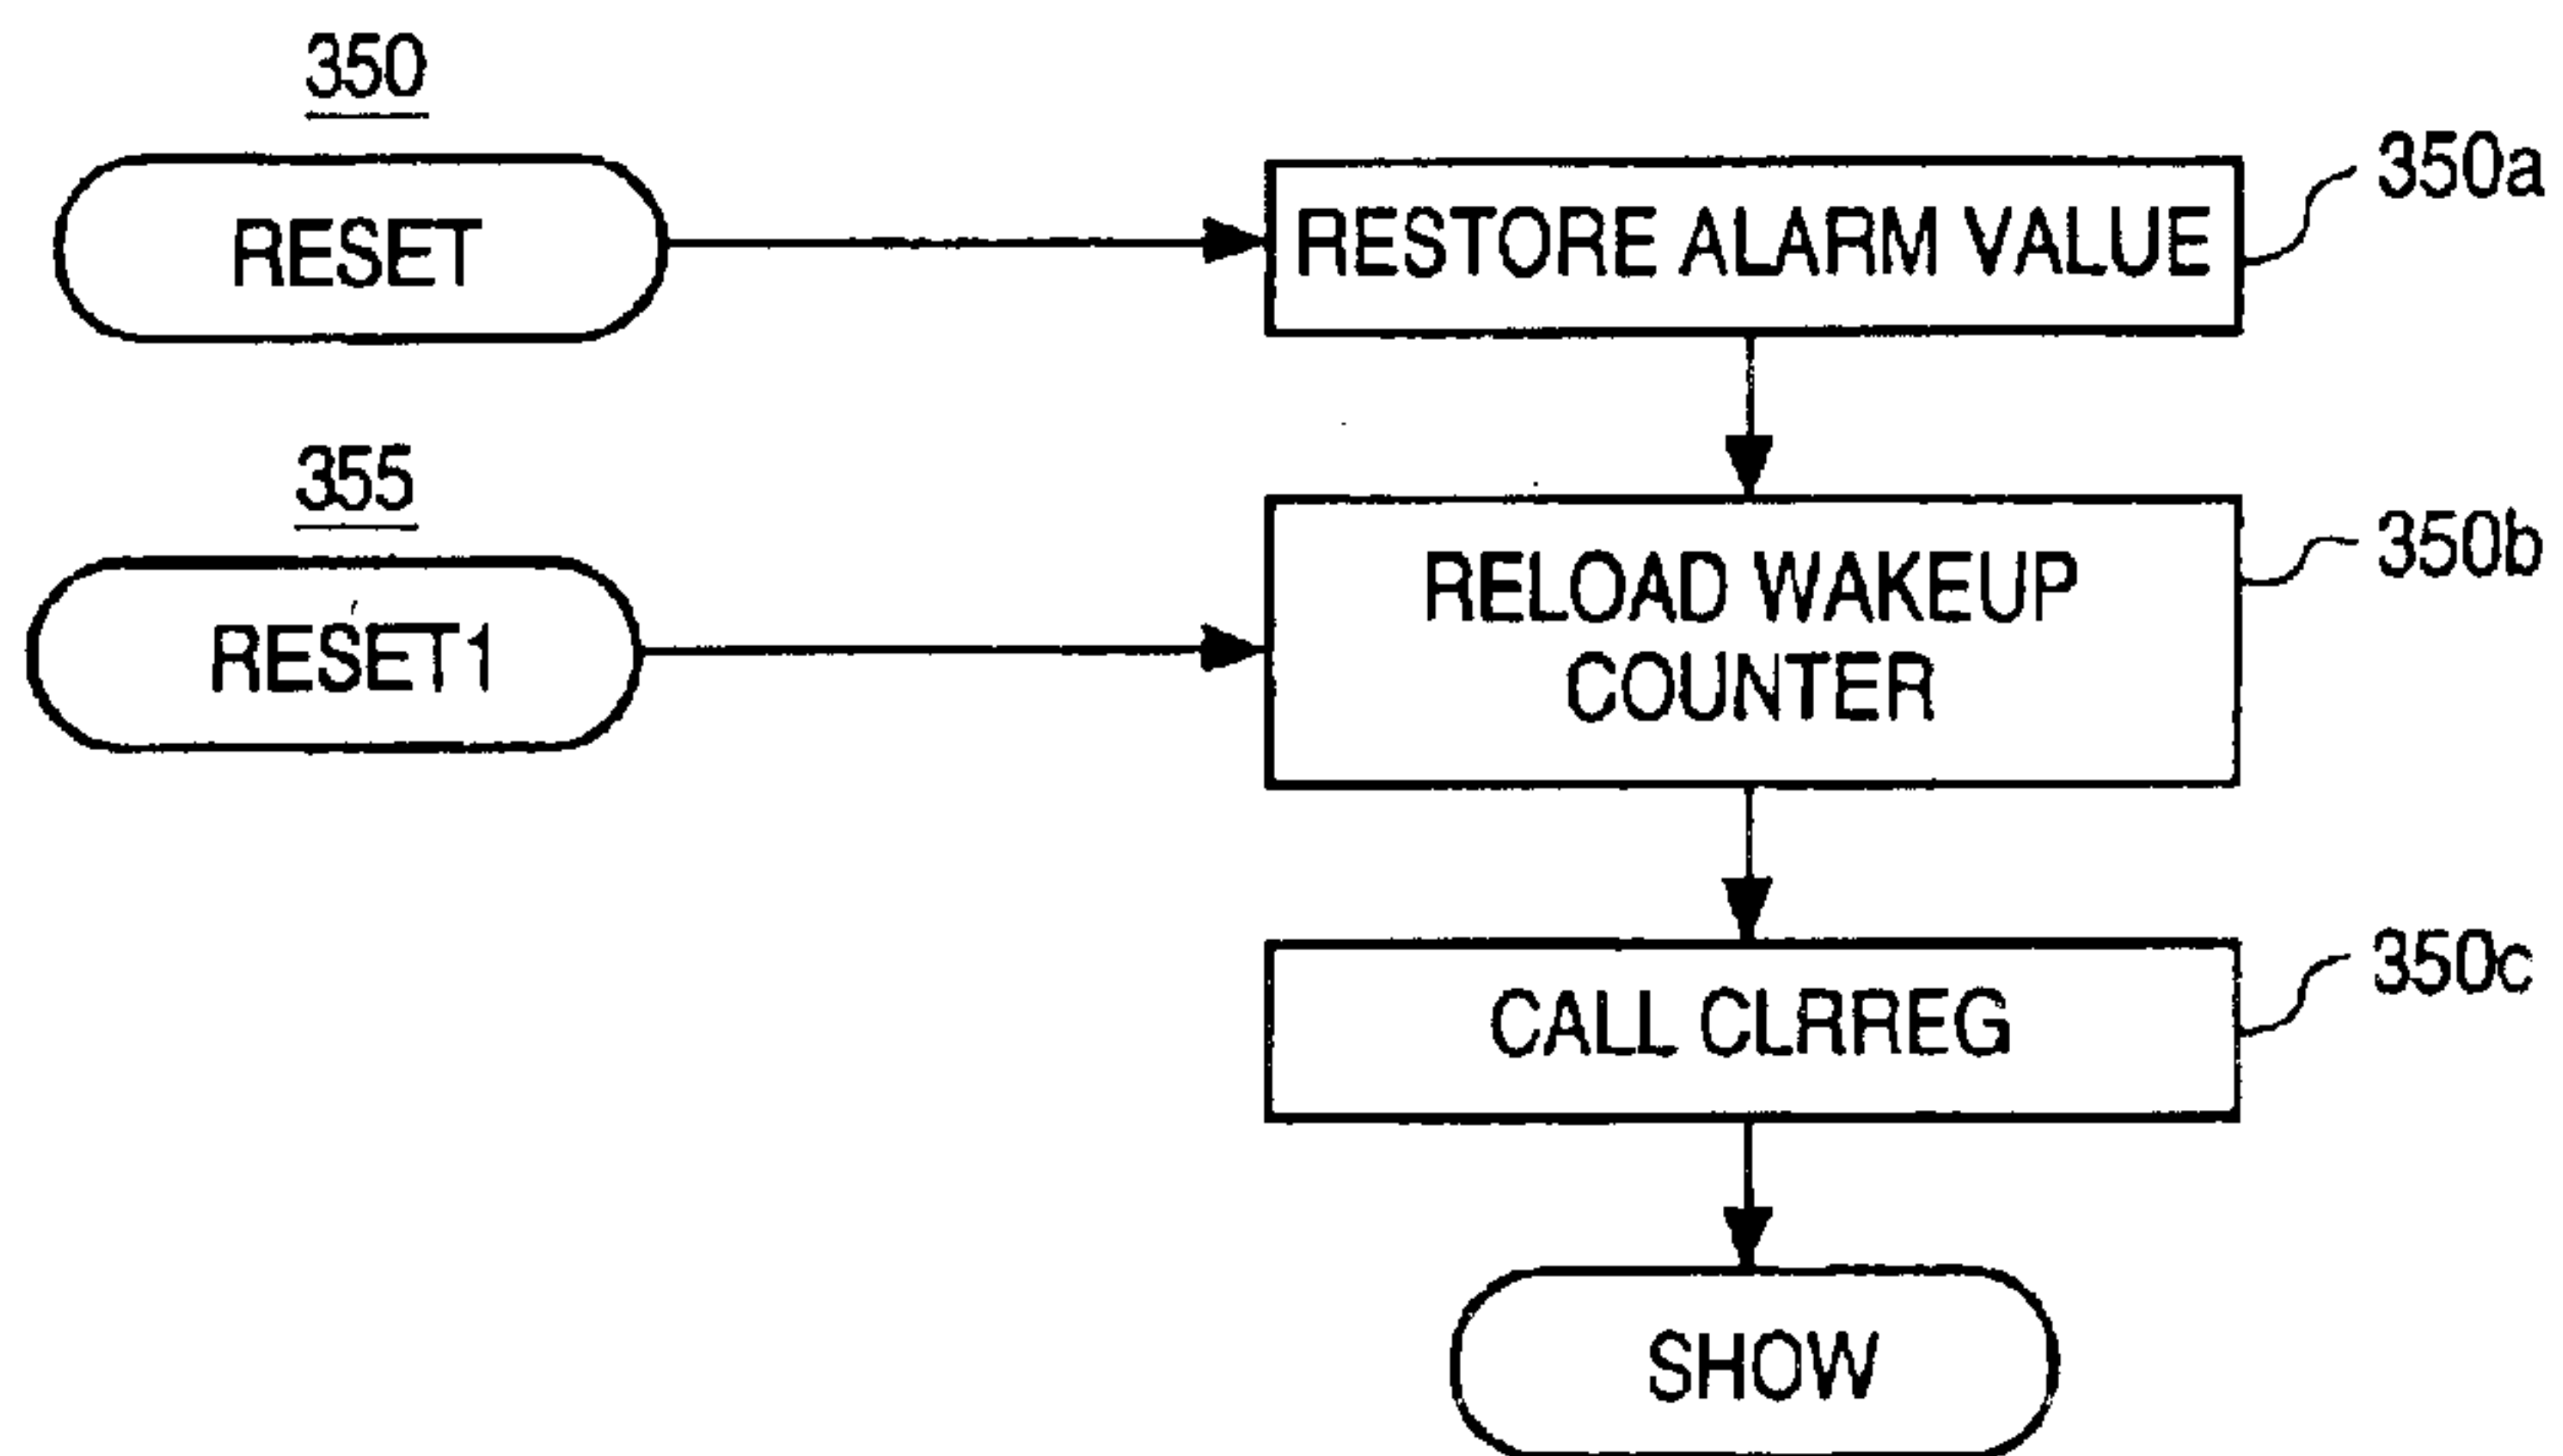 350
RESET
RESTORE ALARM VALUE
350a
355
RESET1
RELOAD WAKEUP
COUNTER
350b
CALL CLRREG
350c
SHOW